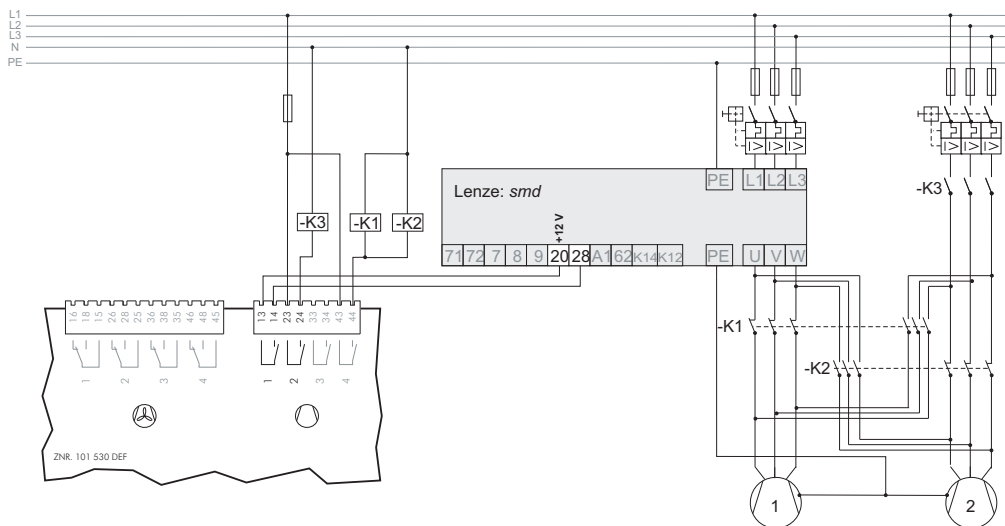 L1
L2
L3
N
PE
Lenze: smd
+12 V
PE L1 L2 L3
71 72 7 8 9 20 28 A1 62 K14 K12 PE U V W
-K3 -K1 -K2
-K3
-K1
-K2
16 18 15 26 28 25 36 38 35 46 48 45
13 14 23 24 33 34 43 44
1 2 3 4
1 2 3 4
ZNR. 101 530 DEF
I> I> I>
I> I> I>
1
2